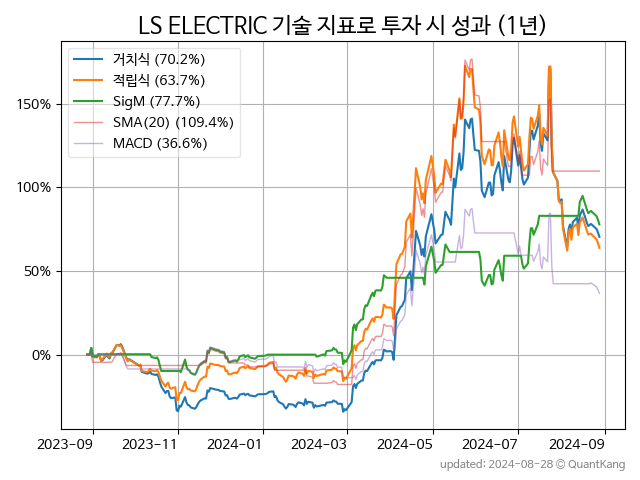 LS ELECTRIC 기술 지표로 투자 시 성과 (1년)
거치식 (70.2%)
적립식 (63.7%)
SigM (77.7%)
SMA(20) (109.4%)
MACD (36.6%)
150%
100%
50%
0%
2023-09 2023-11 2024-01 2024-03 2024-05 2024-07 2024-09
updated: 2024-08-28 © QuantKang